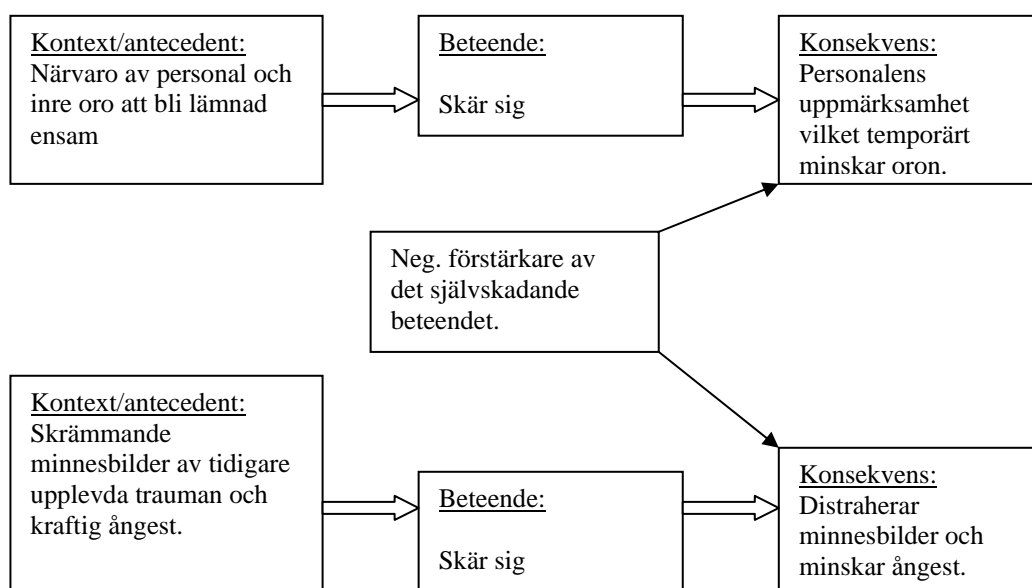 Kontext/antecedent:
Närvaro av personal och
inre oro att bli lämnad
ensam
Beteende:
Skär sig
Konsekvens:
Personalens
uppmärksamhet
vilket temporärt
minskar oron.
Neg. förstärkare av
det självskadande
beteendet.
Kontext/antecedent:
Skrämmande
minnesbilder av tidigare
upplevda trauman och
kraftig ångest.
Beteende:
Skär sig
Konsekvens:
Distraherar
minnesbilder och
minskar ångest.